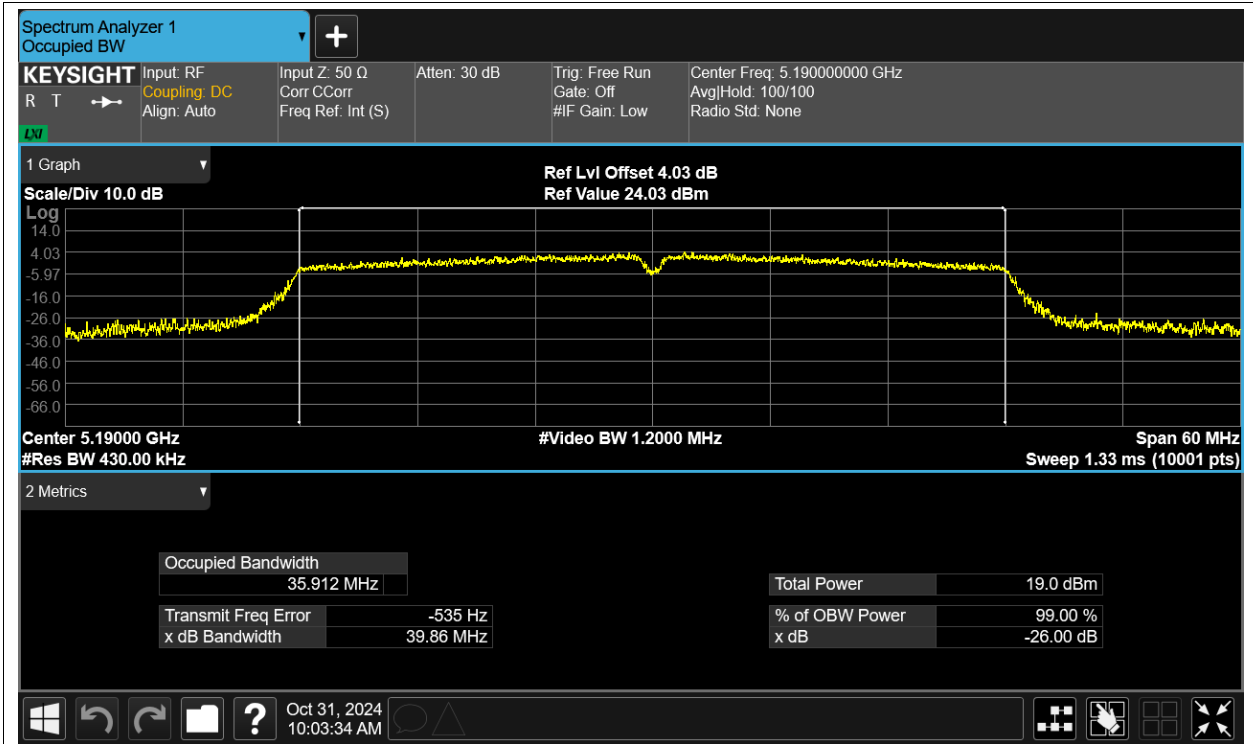 Spectrum Analyzer 1
Occupied BW
KEYSIGHT
R T
LXI
Input: RF
Coupling: DC
Align: Auto
Input Z: 50 Ω
Corr CCorr
Freq Ref: Int (S)
Atten: 30 dB
Trig: Free Run
Gate: Off
#IF Gain: Low
Center Freq: 5.190000000 GHz
Avg|Hold: 100/100
Radio Std: None
1 Graph
Scale/Div 10.0 dB
Ref Lvl Offset 4.03 dB
Ref Value 24.03 dBm
Log
14.0
4.03
-5.97
-16.0
-26.0
-36.0
-46.0
-56.0
-66.0
Center 5.19000 GHz
#Video BW 1.2000 MHz
Span 60 MHz
#Res BW 430.00 kHz
Sweep 1.33 ms (10001 pts)
2 Metrics
Occupied Bandwidth
35.912 MHz
Total Power 19.0 dBm
Transmit Freq Error -535 Hz
% of OBW Power 99.00 %
x dB Bandwidth 39.86 MHz
x dB -26.00 dB
?
Oct 31, 2024
10:03:34 AM